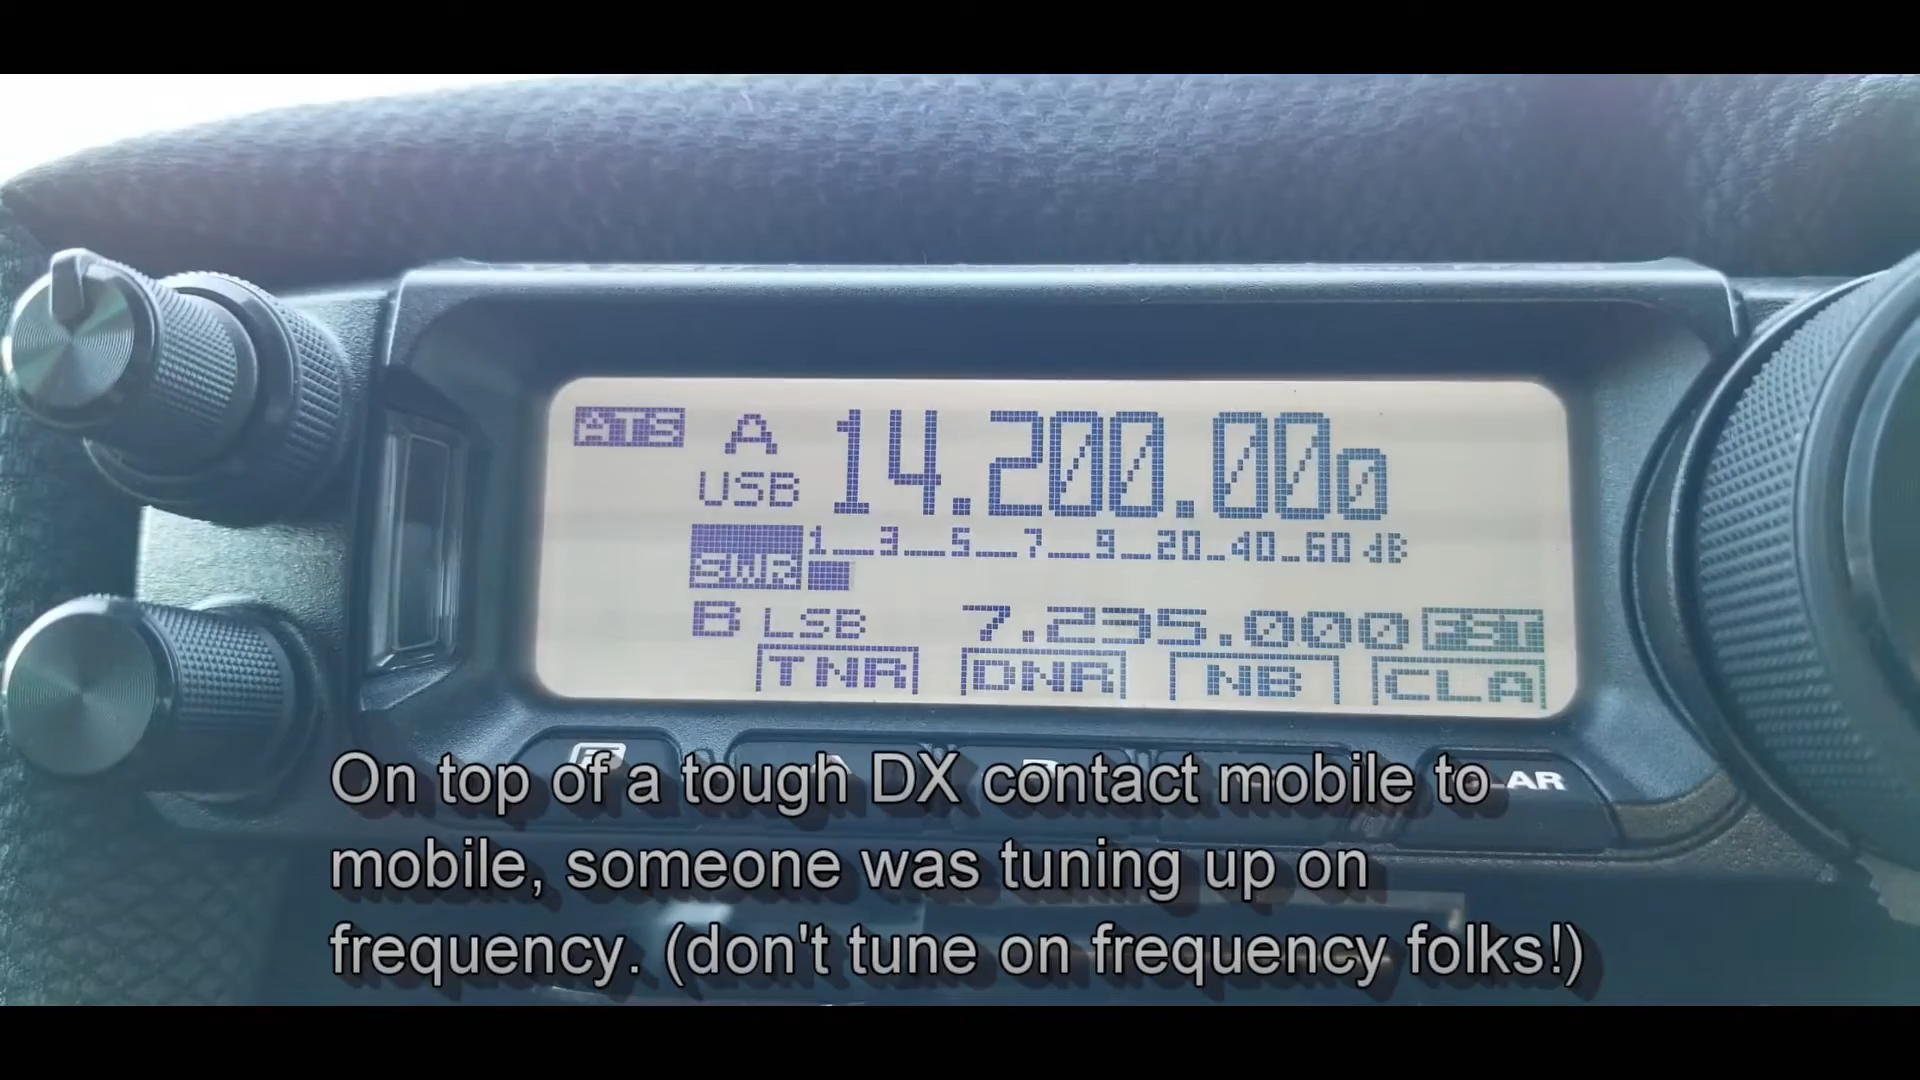 ATS A 14.200.000
USB
SWR 1 3 5 7 9 20 40 60 dB
B LSB 7.235.000 FST
TNR DNR NB CLA
On top of a tough DX contact mobile to
mobile, someone was tuning up on
frequency. (don't tune on frequency folks!)